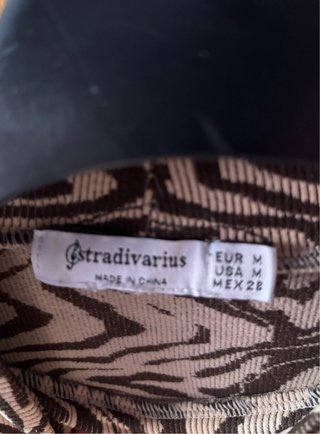 stradivarius
MADE IN CHINA
EUR M
USA M
MEX 28